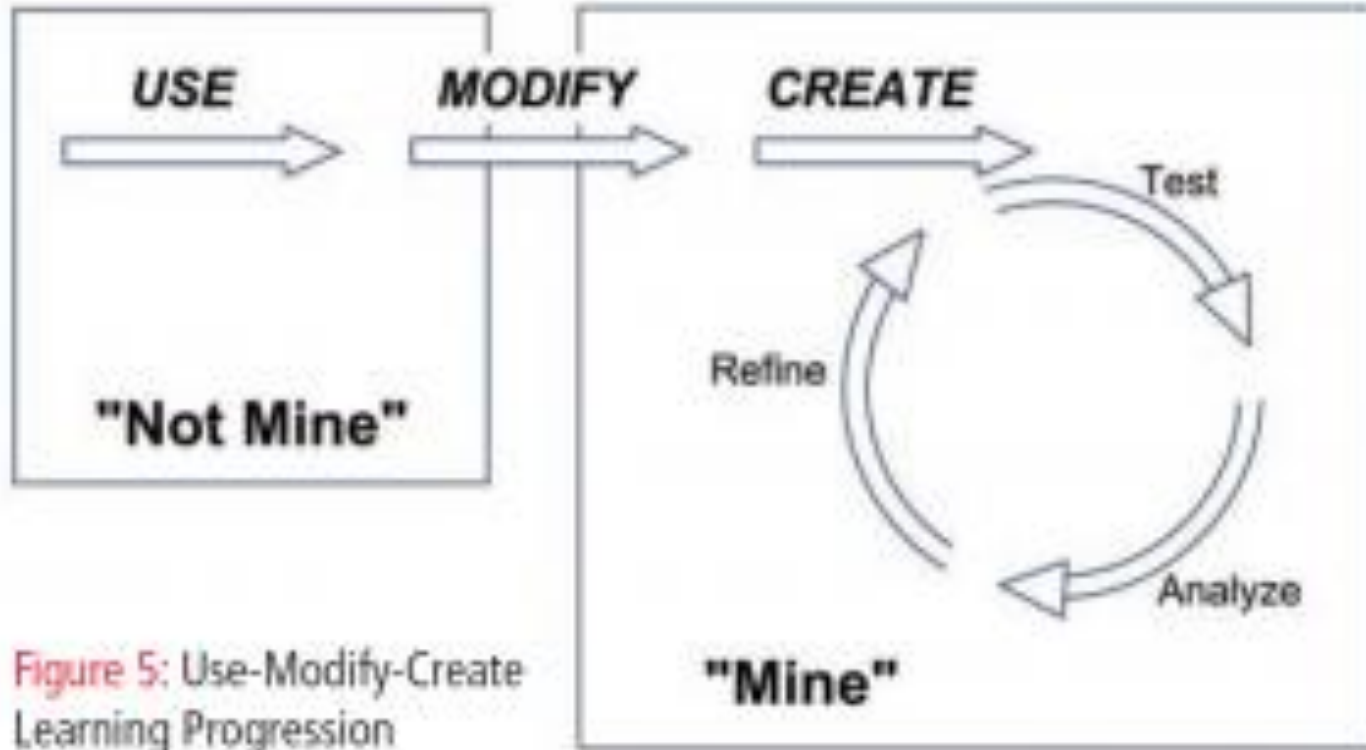 USE
MODIFY
CREATE
Test
Refine
"Not Mine"
Analyze
"Mine"
Figure 5: Use-Modify-Create
Learning Progression